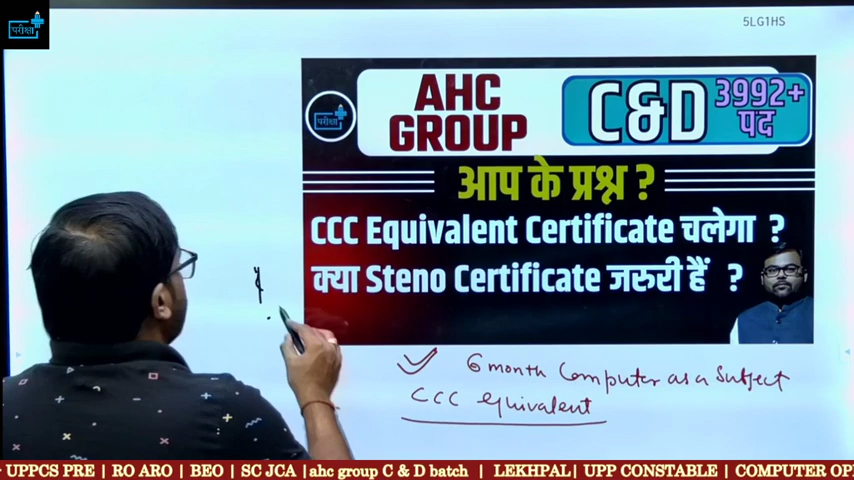 परीक्षा
5LG1HS
AHC
GROUP
C&D
3992+
पद
परीक्षा
आप के प्रश्न ?
CCC Equivalent Certificate चलेगा ?
क्या Steno Certificate जरुरी हैं ?
6 month Computer as a Subject
CCC equivalent
UPPCS PRE | RO ARO | BEO | SC JCA |ahc group C & D batch | LEKHPAL| UPP CONSTABLE | COMPUTER OP